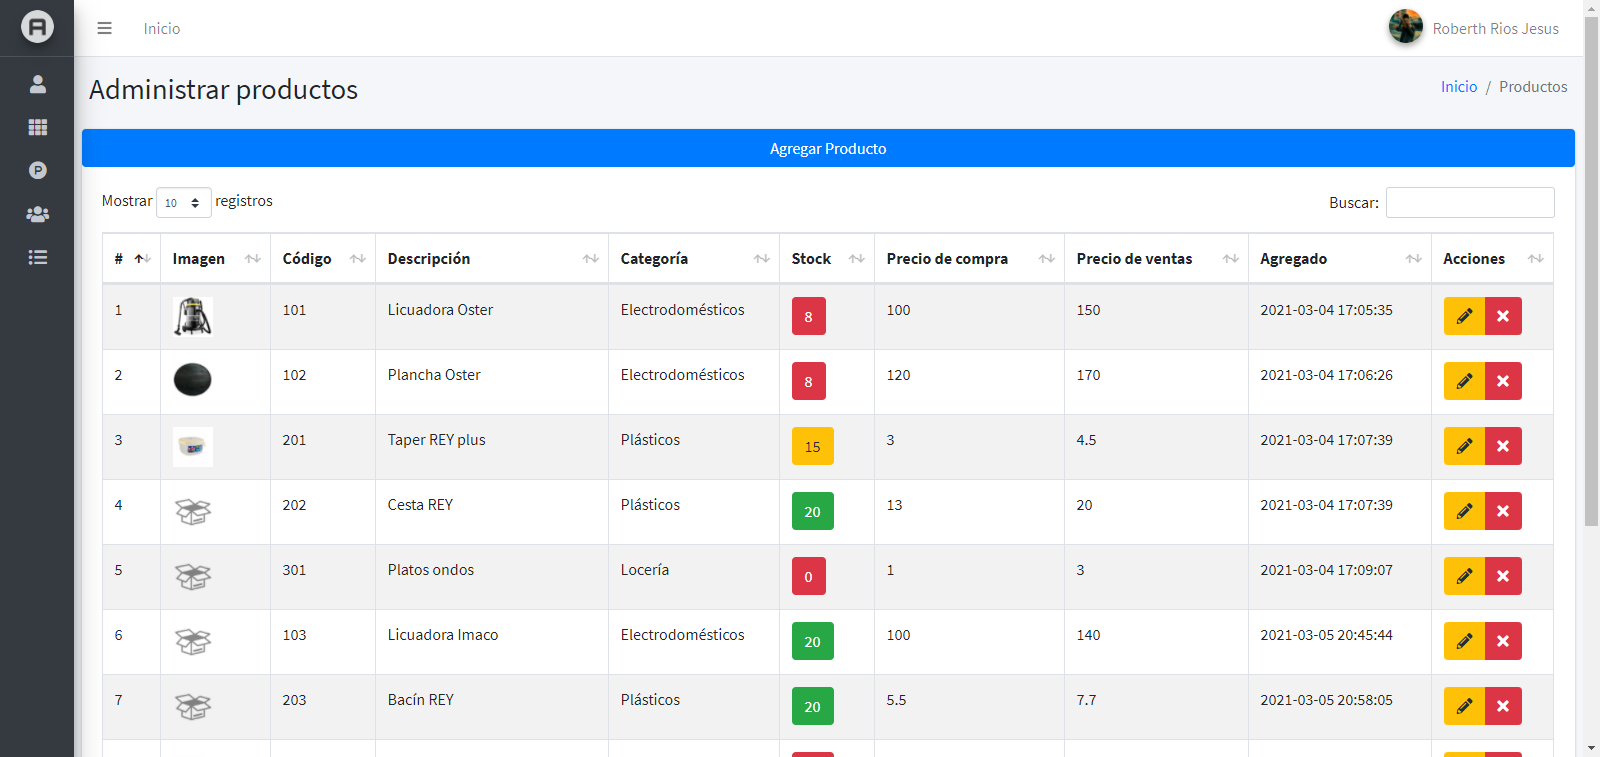 A
Inicio
Roberth Rios Jesus
Administrar productos
Inicio / Productos
Agregar Producto
Mostrar 10 registros
Buscar:
# Imagen Código Descripción Categoría Stock Precio de compra Precio de ventas Agregado Acciones
1 101 Licuadora Oster Electrodomésticos 8 100 150 2021-03-04 17:05:35
2 102 Plancha Oster Electrodomésticos 8 120 170 2021-03-04 17:06:26
3 201 Taper REY plus Plásticos 15 3 4.5 2021-03-04 17:07:39
4 202 Cesta REY Plásticos 20 13 20 2021-03-04 17:07:39
5 301 Platos ondos Locería 0 1 3 2021-03-04 17:09:07
6 103 Licuadora Imaco Electrodomésticos 20 100 140 2021-03-05 20:45:44
7 203 Bacín REY Plásticos 20 5.5 7.7 2021-03-05 20:58:05